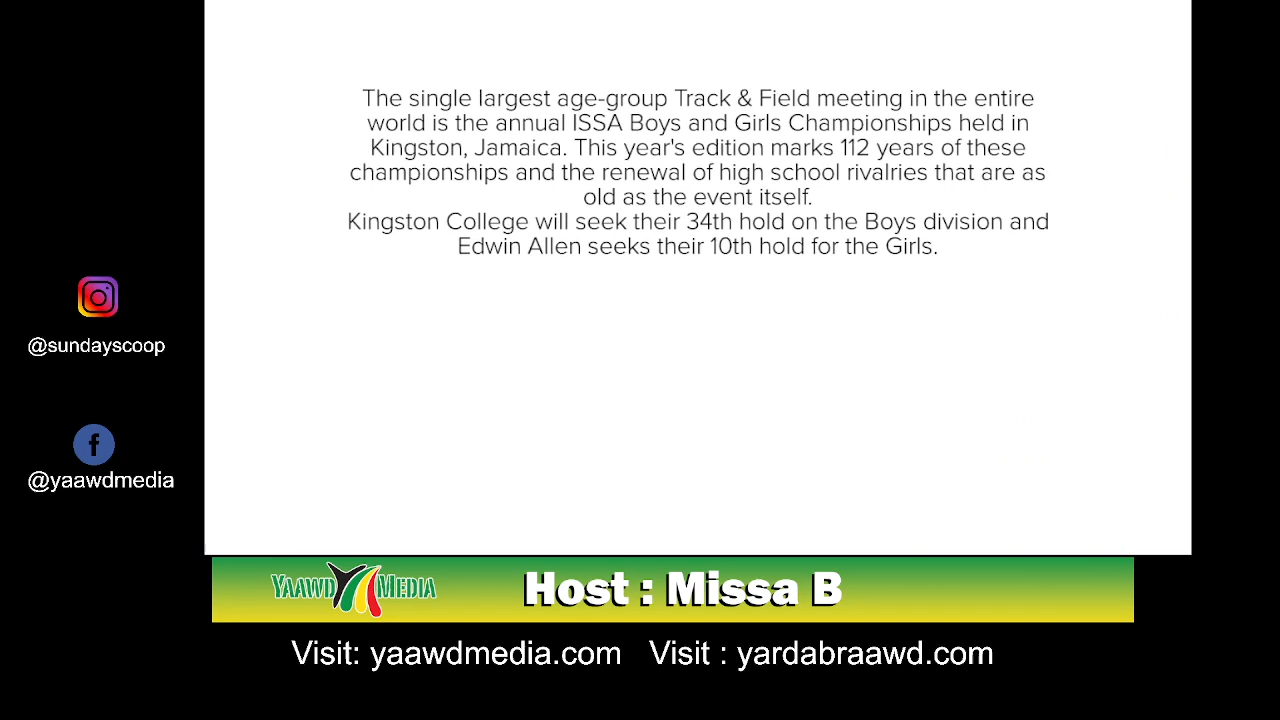 The single largest age-group Track & Field meeting in the entire
world is the annual ISSA Boys and Girls Championships held in
Kingston, Jamaica. This year's edition marks 112 years of these
championships and the renewal of high school rivalries that are as
old as the event itself.
Kingston College will seek their 34th hold on the Boys division and
Edwin Allen seeks their 10th hold for the Girls.
@sundayscoop
@yaawdmedia
YAAWD MEDIA
Host : Missa B
Visit: yaawdmedia.com Visit : yardabraawd.com